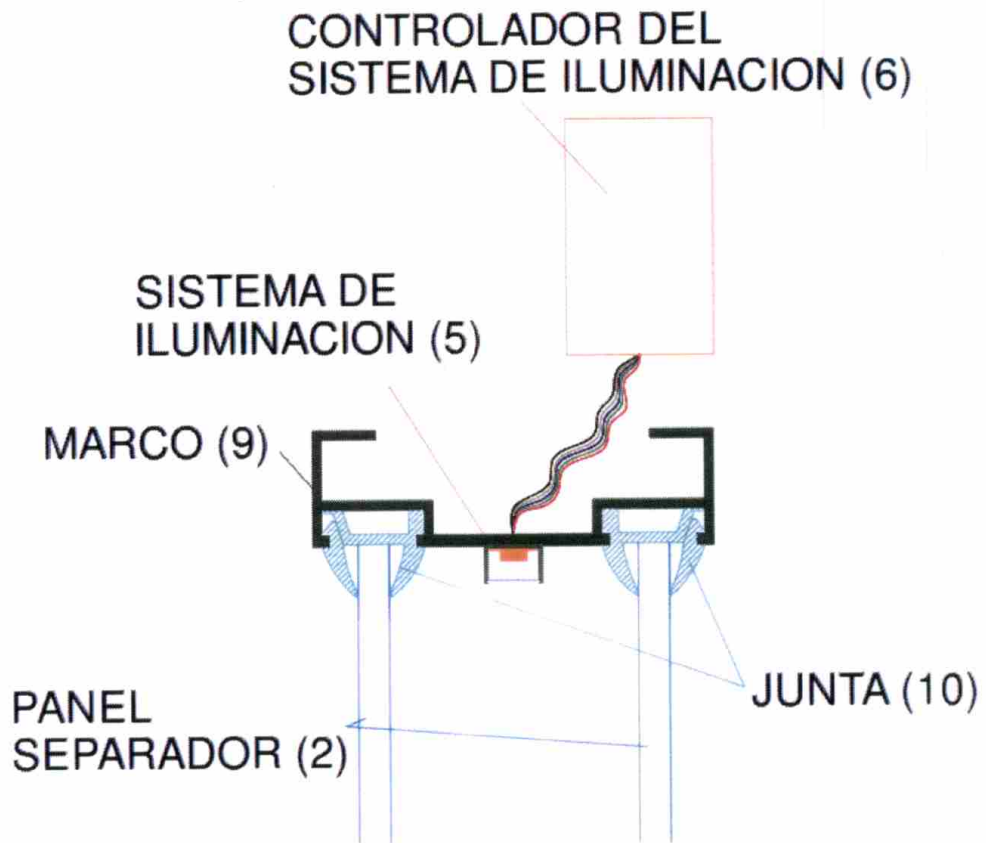 CONTROLADOR DEL
SISTEMA DE ILUMINACION (6)
SISTEMA DE
ILUMINACION (5)
MARCO (9)
JUNTA (10)
PANEL
SEPARADOR (2)